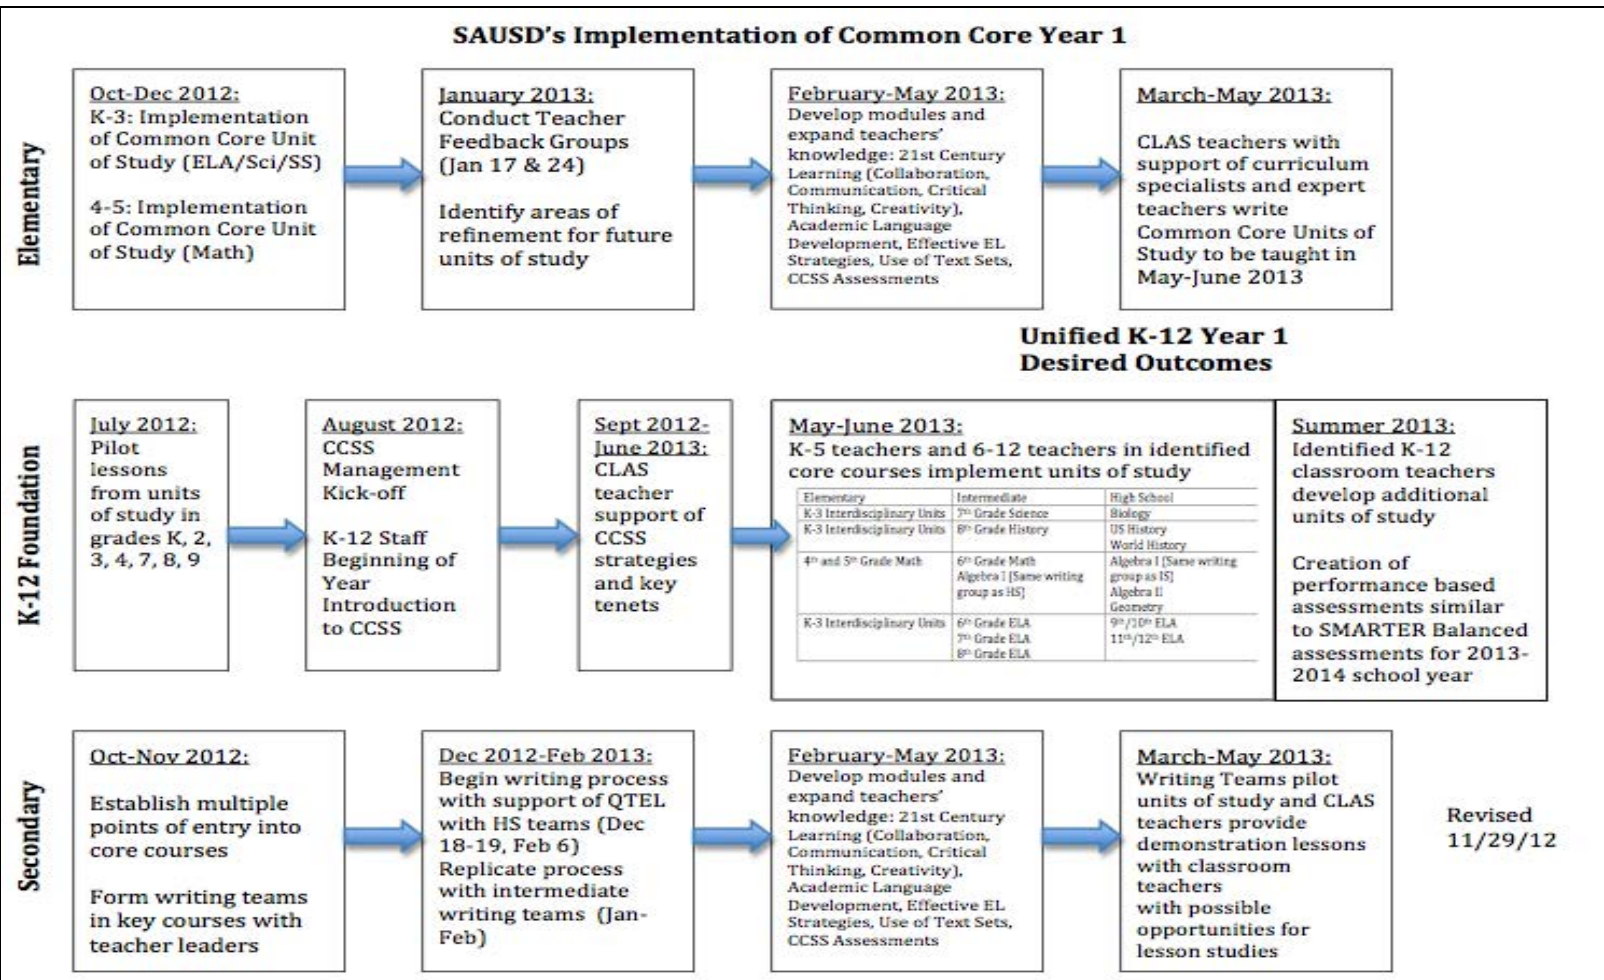 SAUSD's Implementation of Common Core Year 1
Elementary
Oct-Dec 2012:
K-3: Implementation
of Common Core Unit
of Study (ELA/Sci/SS)
4-5: Implementation
of Common Core Unit
of Study (Math)
January 2013:
Conduct Teacher
Feedback Groups
(Jan 17 & 24)
Identify areas of
refinement for future
units of study
February-May 2013:
Develop modules and
expand teachers'
knowledge: 21st Century
Learning (Collaboration,
Communication, Critical
Thinking, Creativity),
Academic Language
Development, Effective EL
Strategies, Use of Text Sets,
CCSS Assessments
March-May 2013:
CLAS teachers with
support of curriculum
specialists and expert
teachers write
Common Core Units of
Study to be taught in
May-June 2013
Unified K-12 Year 1
Desired Outcomes
K-12 Foundation
July 2012:
Pilot
lessons
from units
of study in
grades K, 2,
3, 4, 7, 8, 9
August 2012:
CCSS
Management
Kick-off
K-12 Staff
Beginning of
Year
Introduction
to CCSS
Sept 2012-
June 2013:
CLAS
teacher
support of
CCSS
strategies
and key
tenets
May-June 2013:
K-5 teachers and 6-12 teachers in identified
core courses implement units of study
Elementary Intermediate High School
K-3 Interdisciplinary Units 7th Grade Science Biology
K-3 Interdisciplinary Units 8th Grade History US History
World History
4th and 5th Grade Math 6th Grade Math Algebra I [Same writing
Algebra I [Same writing group as IS]
group as HS] Algebra II
Geometry
K-3 Interdisciplinary Units 6th Grade ELA 9th/10th ELA
7th Grade ELA 11th/12th ELA
8th Grade ELA
Summer 2013:
Identified K-12
classroom teachers
develop additional
units of study
Creation of
performance based
assessments similar
to SMARTER Balanced
assessments for 2013-
2014 school year
Secondary
Oct-Nov 2012:
Establish multiple
points of entry into
core courses
Form writing teams
in key courses with
teacher leaders
Dec 2012-Feb 2013:
Begin writing process
with support of QTEL
with HS teams (Dec
18-19, Feb 6)
Replicate process
with intermediate
writing teams (Jan-
Feb)
February-May 2013:
Develop modules and
expand teachers'
knowledge: 21st Century
Learning (Collaboration,
Communication, Critical
Thinking, Creativity),
Academic Language
Development, Effective EL
Strategies, Use of Text Sets,
CCSS Assessments
March-May 2013:
Writing Teams pilot
units of study and CLAS
teachers provide
demonstration lessons
with classroom
teachers
with possible
opportunities for
lesson studies
Revised
11/29/12